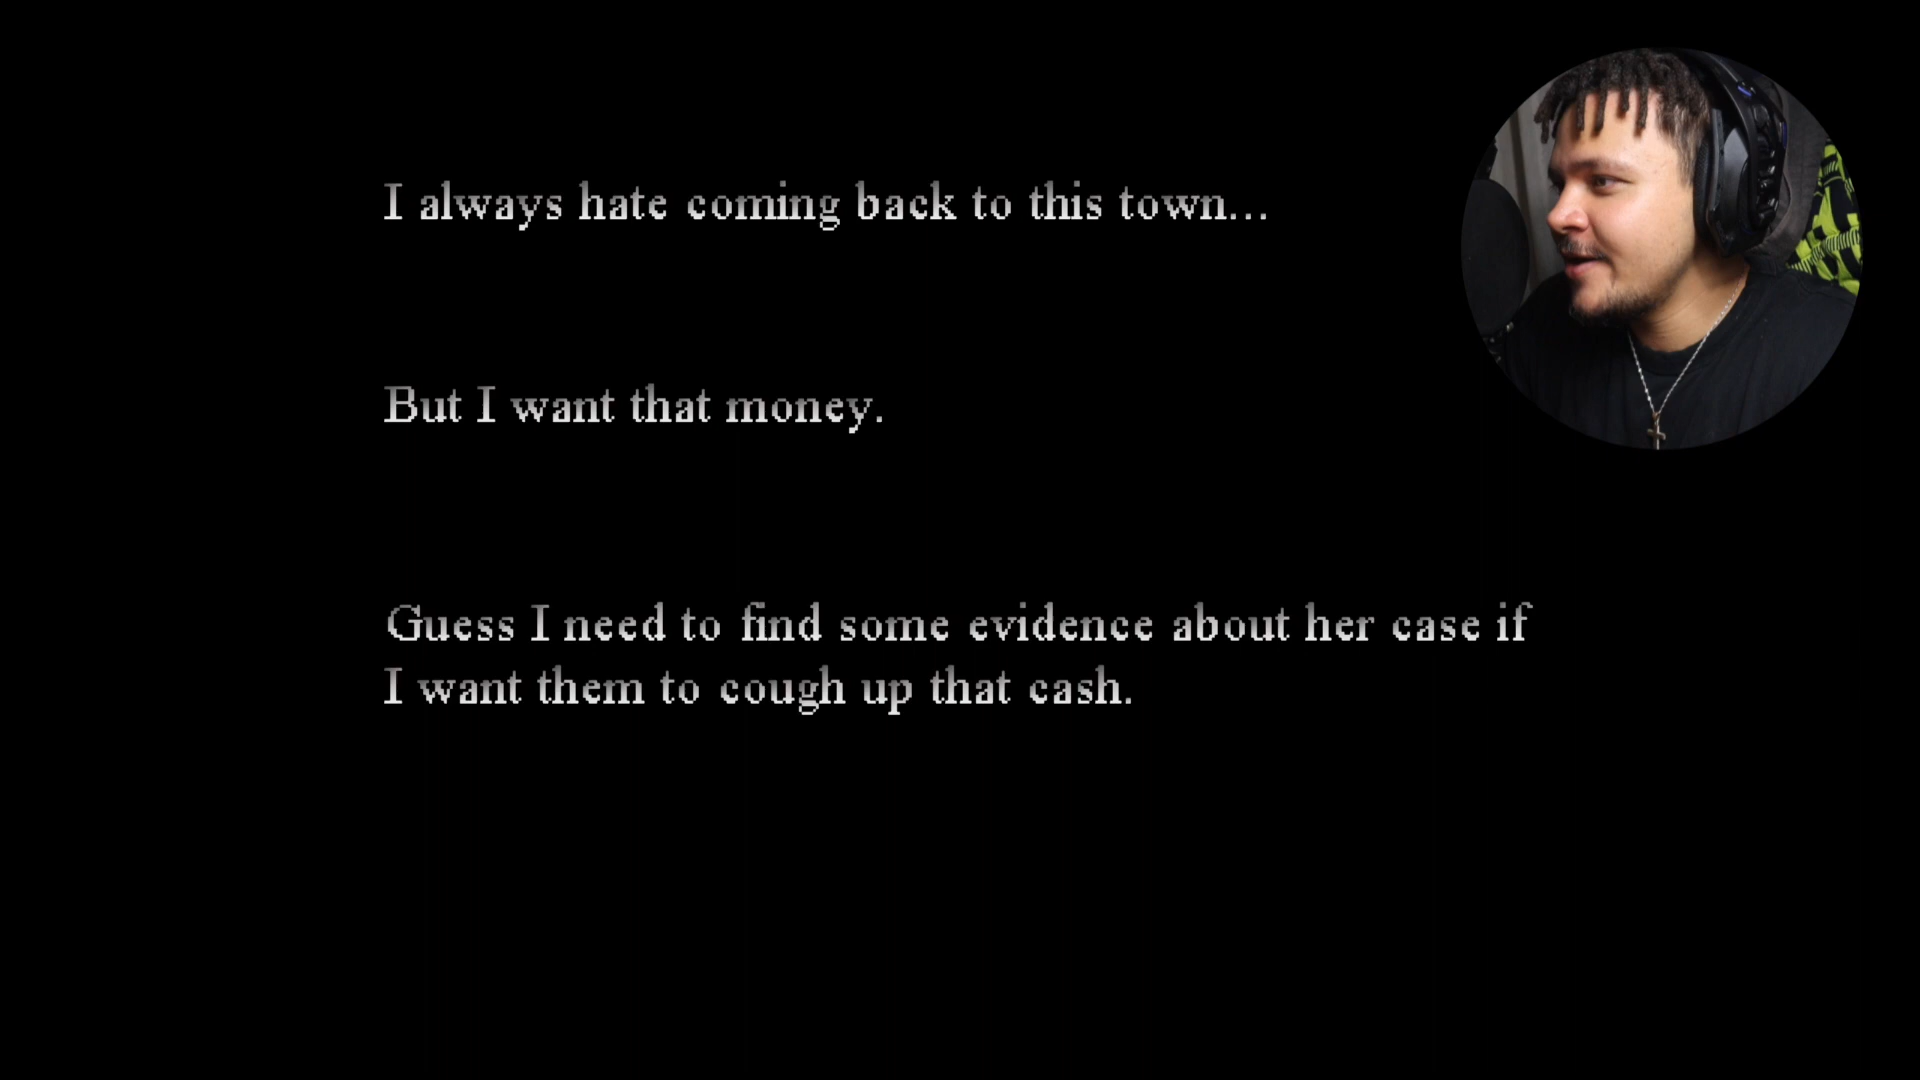 I always hate coming back to this town...
But I want that money.
Guess I need to find some evidence about her case if
I want them to cough up that cash.